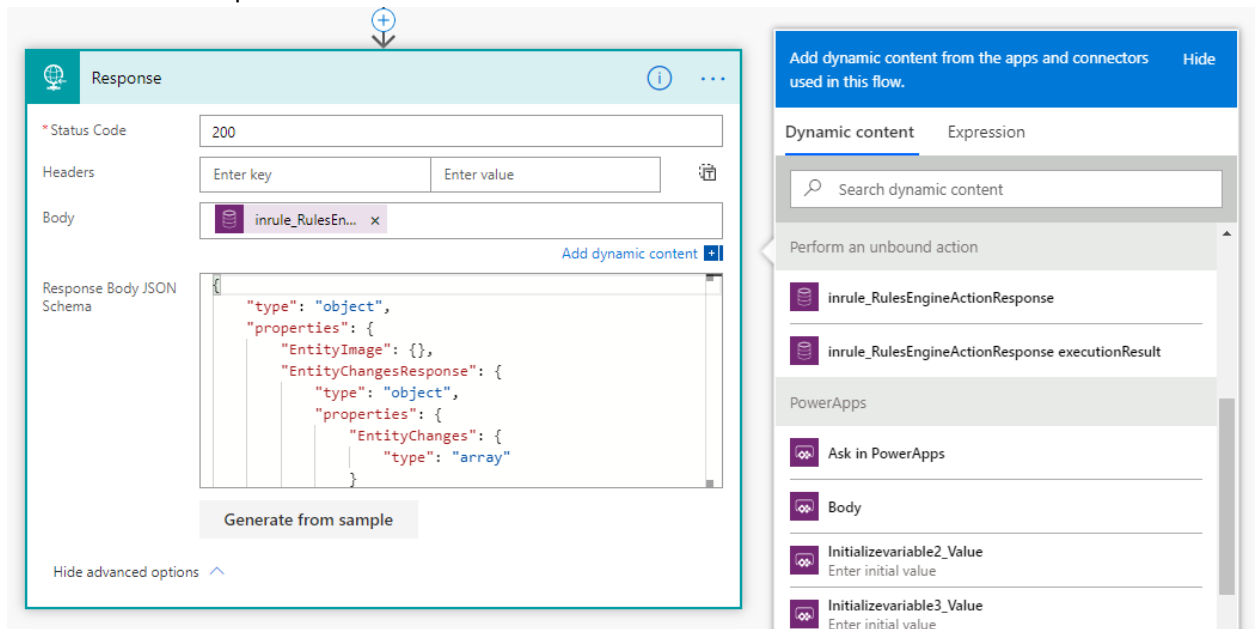 Response
* Status Code
200
Headers
Enter key
Enter value
Body
inrule_RulesEn... ×
Add dynamic content
Response Body JSON
Schema
{
"type": "object",
"properties": {
"EntityImage": {},
"EntityChangesResponse": {
"type": "object",
"properties": {
"EntityChanges": {
"type": "array"
}
Generate from sample
Hide advanced options
Add dynamic content from the apps and connectors
used in this flow.
Hide
Dynamic content
Expression
Search dynamic content
Perform an unbound action
inrule_RulesEngineActionResponse
inrule_RulesEngineActionResponse executionResult
PowerApps
Ask in PowerApps
Body
Initializevariable2_Value
Enter initial value
Initializevariable3_Value
Enter initial value